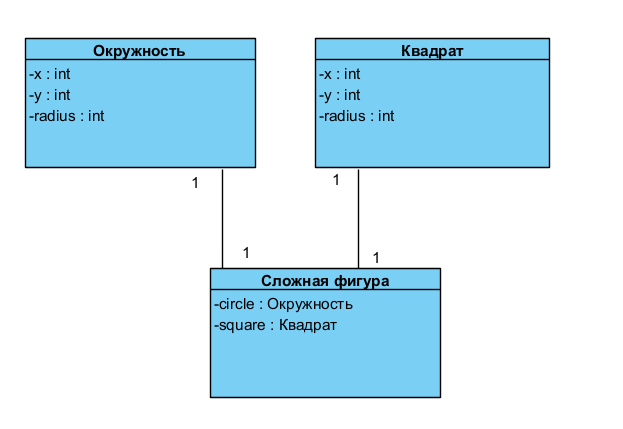 Окружность
-x : int
-y : int
-radius : int
Квадрат
-x : int
-y : int
-radius : int
1
1
1
1
Сложная фигура
-circle : Окружность
-square : Квадрат